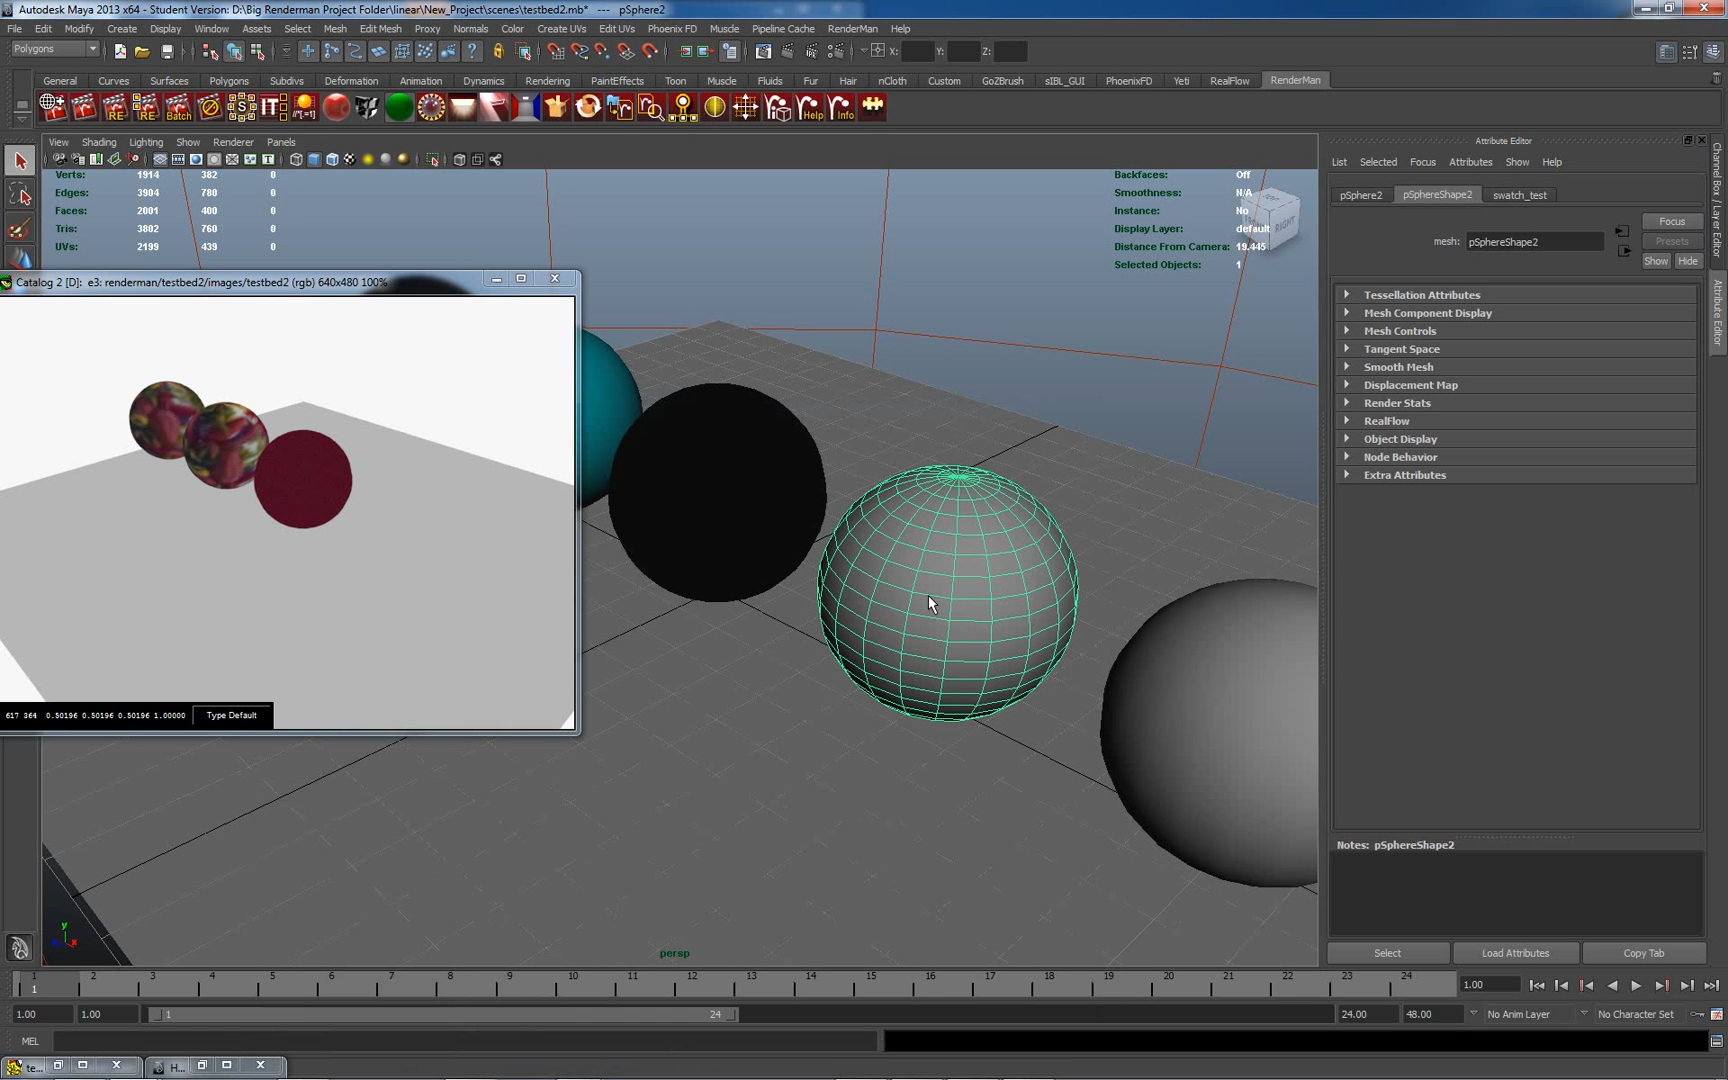 Autodesk Maya 2013 x64 - Student Version: D:\Big Renderman Project Folder\linear\New_Project\scenes\testbed2.mb* --- pSphere2
File Edit Modify Create Display Window Assets Select Mesh Edit Mesh Proxy Normals Color Create UVs Edit UVs Phoenix FD Muscle Pipeline Cache RenderMan Help
Polygons X: Y: Z:
General Curves Surfaces Polygons Subdivs Deformation Animation Dynamics Rendering PaintEffects Toon Muscle Fluids Fur Hair nCloth Custom GoZBrush sIBL_GUI PhoenixFD Yeti RealFlow RenderMan
RE RE Batch S IT Help Info
View Shading Lighting Show Renderer Panels
Verts: 1914 382 0
Edges: 3904 780 0
Faces: 2001 400 0
Tris: 3802 760 0
UVs: 2199 439 0
Backfaces: Off
Smoothness: N/A
Instance: No
Display Layer: default
Distance From Camera: 19.445
Selected Objects: 1
RIGHT
Catalog 2 [D]: e3: renderman/testbed2/images/testbed2 (rgb) 640x480 100%
617 364 0.50196 0.50196 0.50196 1.00000 Type Default
y
x
persp
Attribute Editor
List Selected Focus Attributes Show Help
pSphere2 pSphereShape2 swatch_test
Focus
mesh: pSphereShape2 Presets
Show Hide
Tessellation Attributes
Mesh Component Display
Mesh Controls
Tangent Space
Smooth Mesh
Displacement Map
Render Stats
RealFlow
Object Display
Node Behavior
Extra Attributes
Notes: pSphereShape2
Select Load Attributes Copy Tab
Channel Box / Layer Editor
Attribute Editor
1 2 3 4 5 6 7 8 9 10 11 12 13 14 15 16 17 18 19 20 21 22 23 24
1 1.00
1.00 1.00 1 24 24.00 48.00 No Anim Layer No Character Set
MEL
te... H...